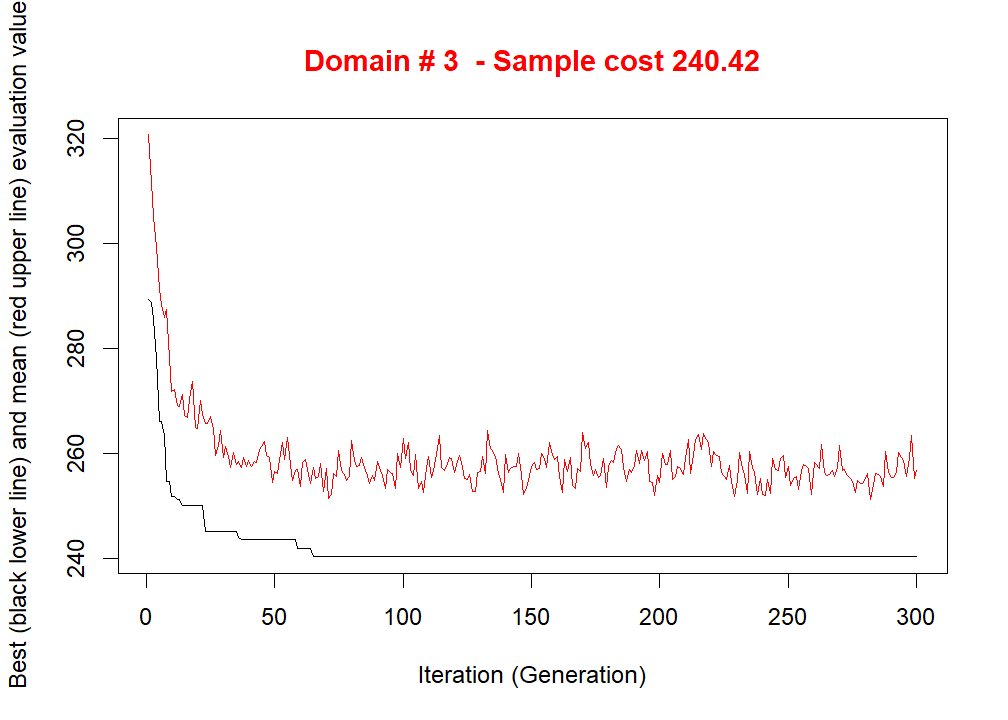 Domain # 3  - Sample cost 240.42
Best (black lower line) and mean (red upper line) evaluation value
320
300
280
260
240
0 50 100 150 200 250 300
Iteration (Generation)